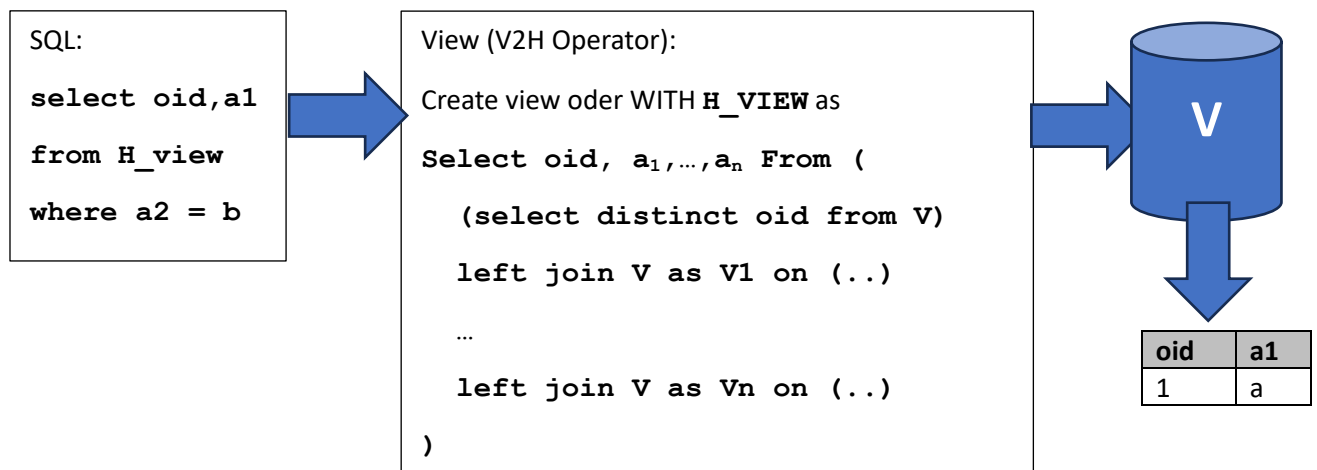 SQL:
select oid,a1
from H_view
where a2 = b
View (V2H Operator):
Create view oder WITH H_VIEW as
Select oid, a₁,…,aₙ From (
(select distinct oid from V)
left join V as V1 on (..)
…
left join V as Vn on (..)
)
V
oid a1
1 a